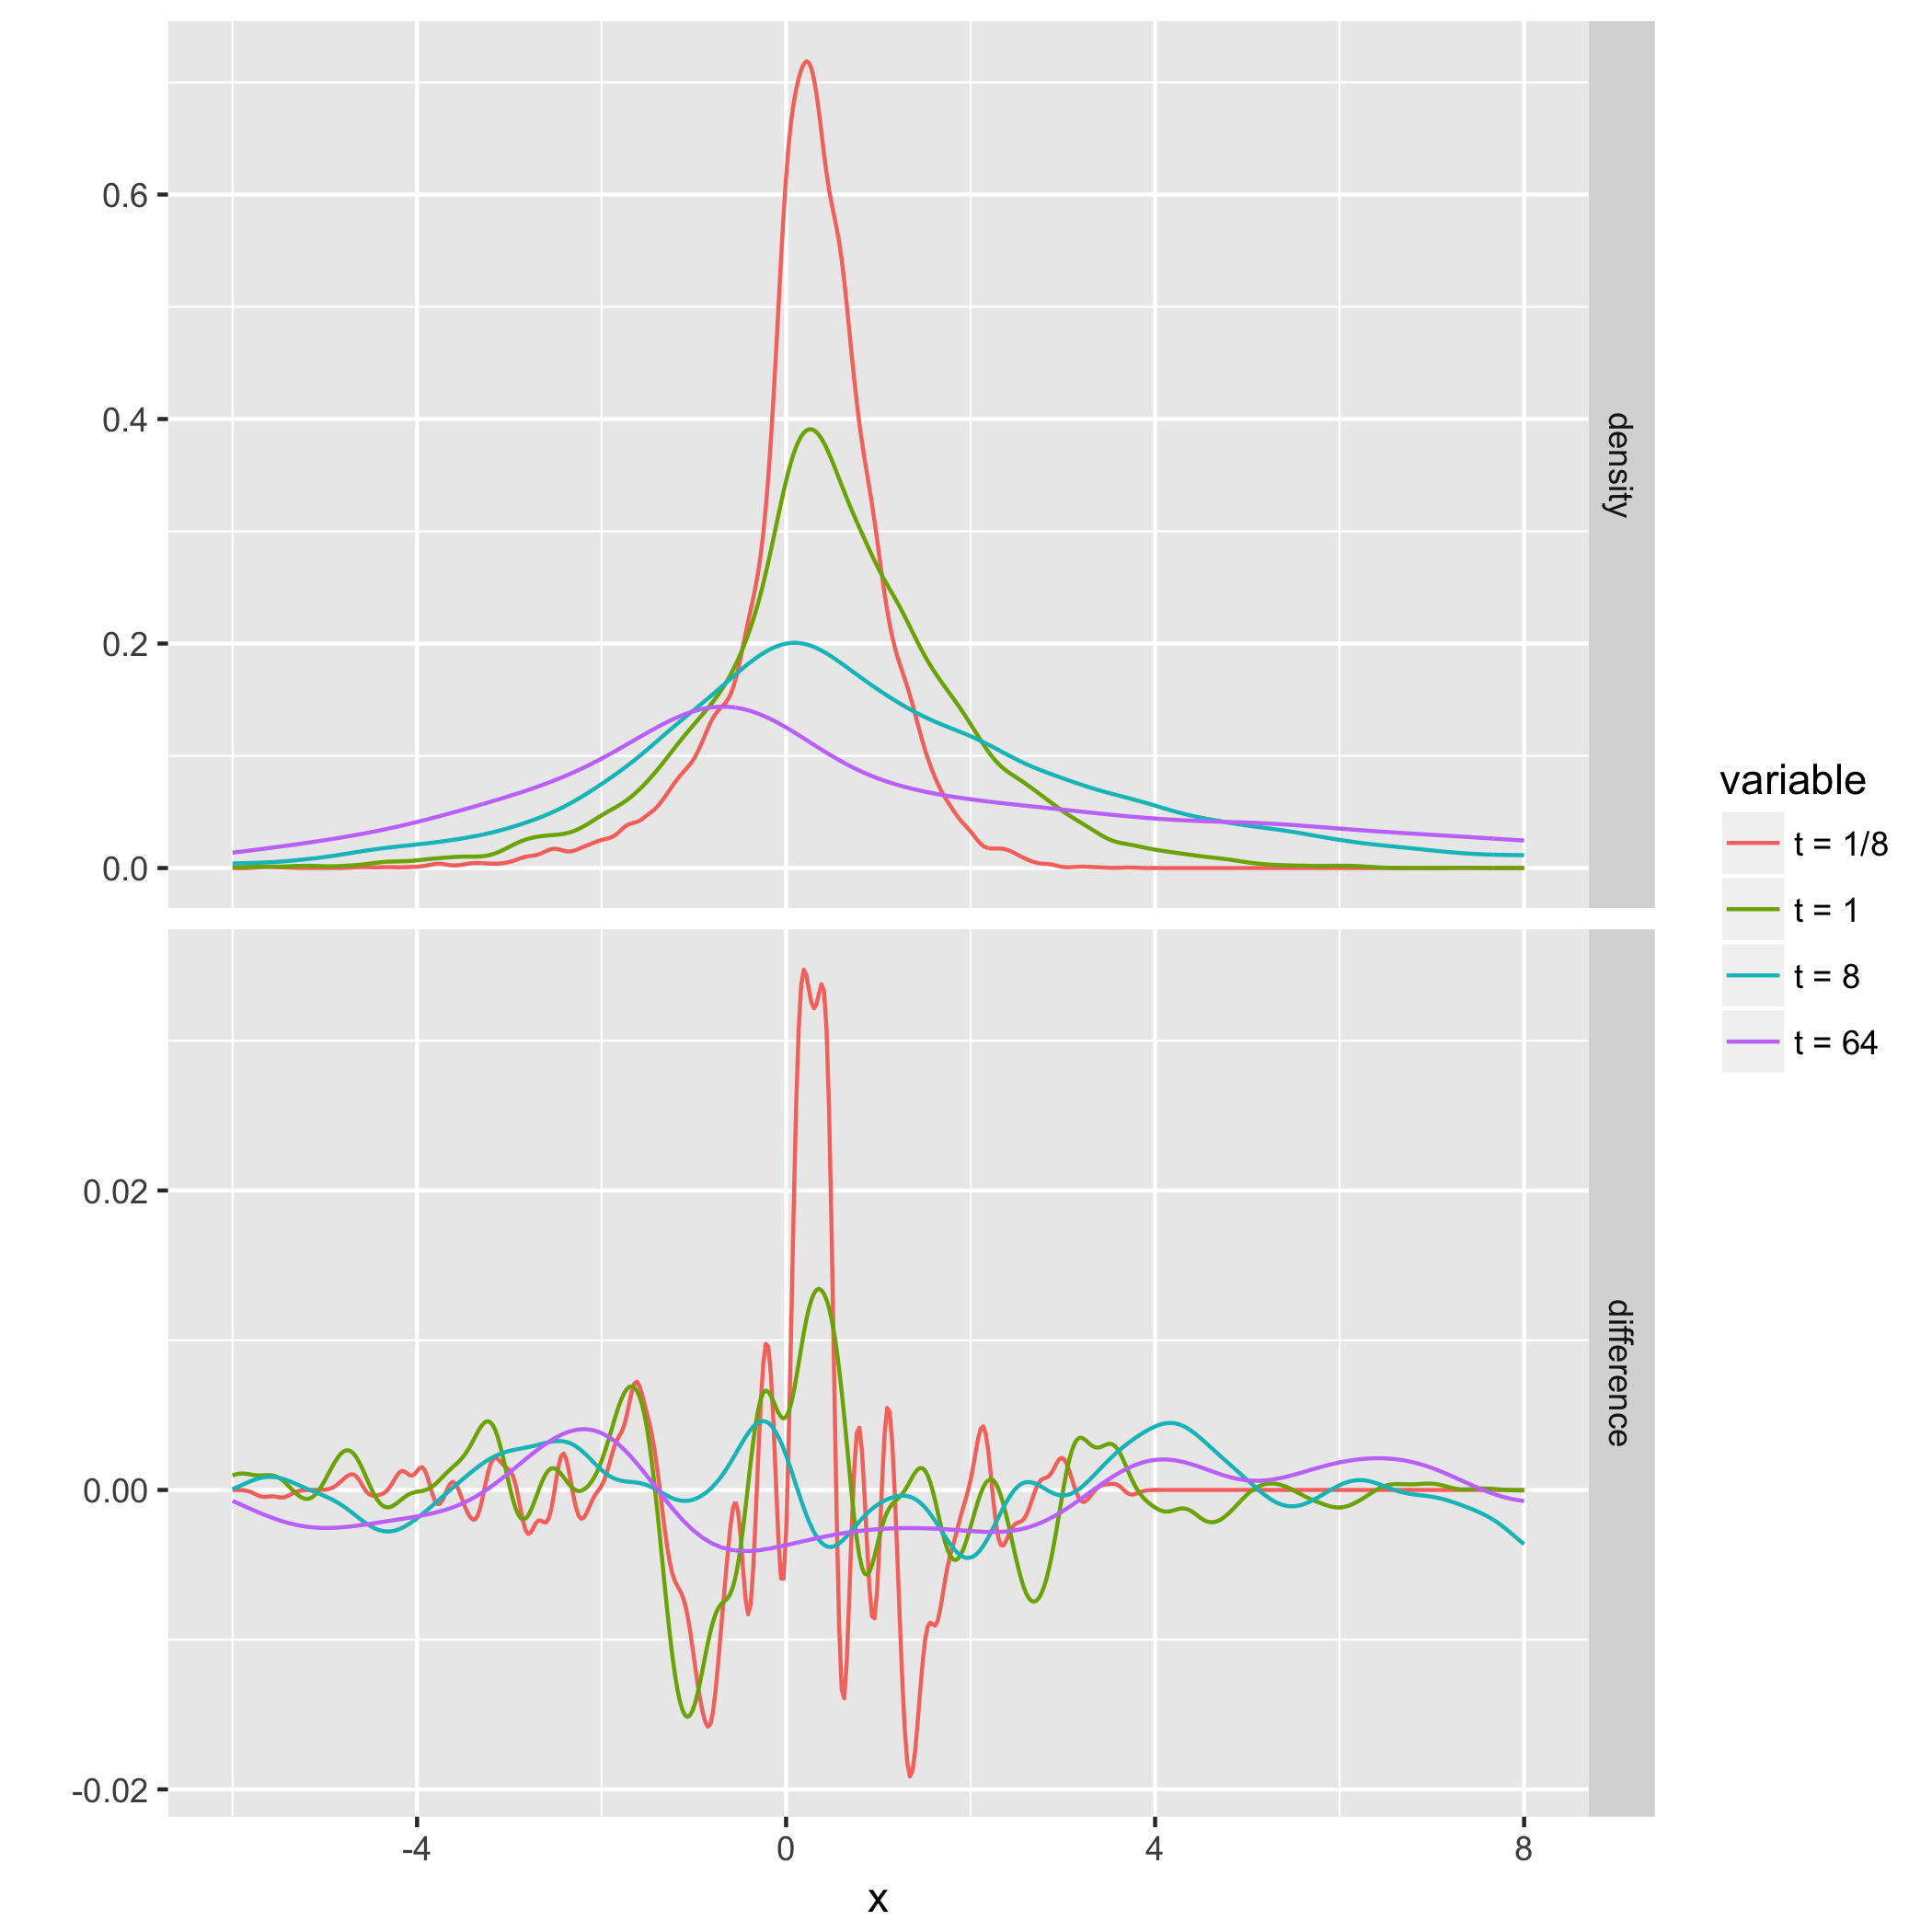 0.6
0.4
0.2
0.0
density
0.02
0.00
-0.02
difference
-4 0 4 8
x
variable
t = 1/8
t = 1
t = 8
t = 64